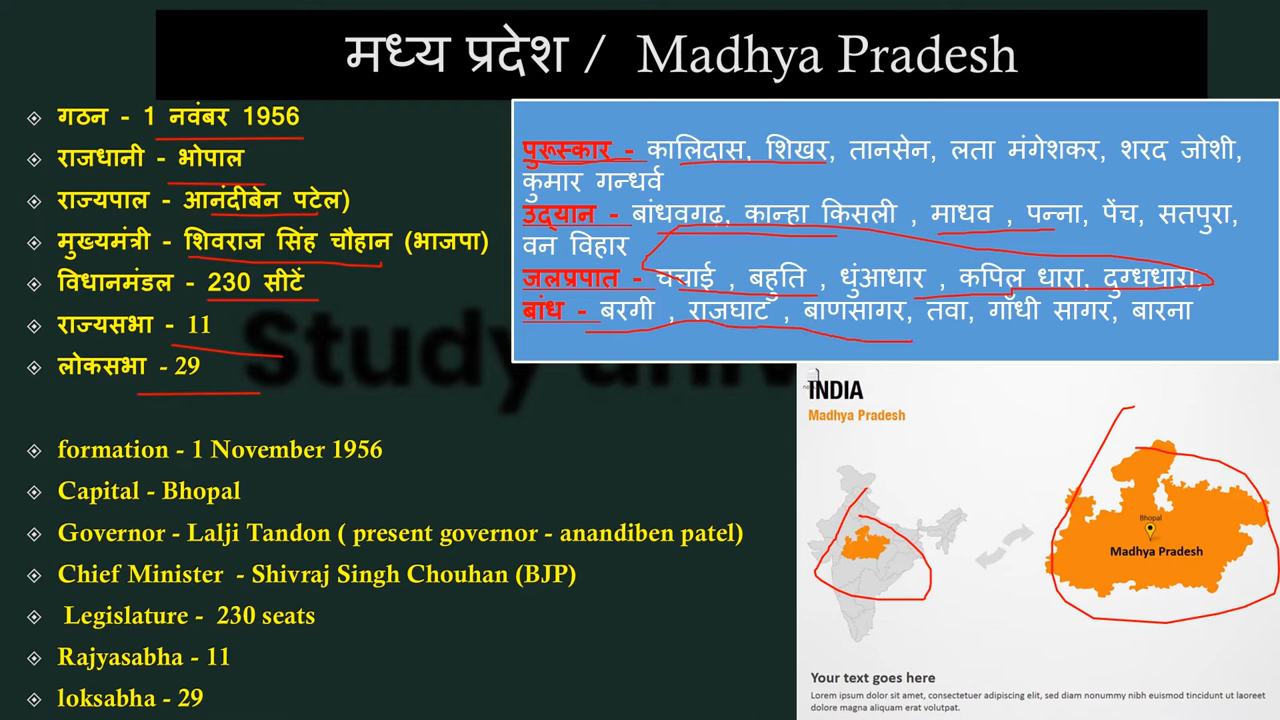 मध्य प्रदेश / Madhya Pradesh
गठन - 1 नवंबर 1956
राजधानी - भोपाल
राज्यपाल - आनंदीबेन पटेल)
मुख्यमंत्री - शिवराज सिंह चौहान (भाजपा)
विधानमंडल - 230 सीटें
राज्यसभा - 11
लोकसभा - 29
formation - 1 November 1956
Capital - Bhopal
Governor - Lalji Tandon ( present governor - anandiben patel)
Chief Minister - Shivraj Singh Chouhan (BJP)
Legislature - 230 seats
Rajyasabha - 11
loksabha - 29
पुरूस्कार - कालिदास, शिखर, तानसेन, लता मंगेशकर, शरद जोशी,
कुमार गन्धर्व
उद्यान - बांधवगढ, कान्हा किसली , माधव , पन्ना, पेंच, सतपुरा,
वन विहार
जलप्रपात - चचाई , बहुति , धुंआधार , कपिल धारा, दुग्धधारा,
बांध - बरगी , राजघाट , बाणसागर, तवा, गाँधी सागर, बारना
Study
INDIA
Madhya Pradesh
Bhopal
Madhya Pradesh
Your text goes here
Lorem ipsum dolor sit amet, consectetuer adipiscing elit, sed diam nonummy nibh euismod tincidunt ut laoreet
dolore magna aliquam erat volutpat.